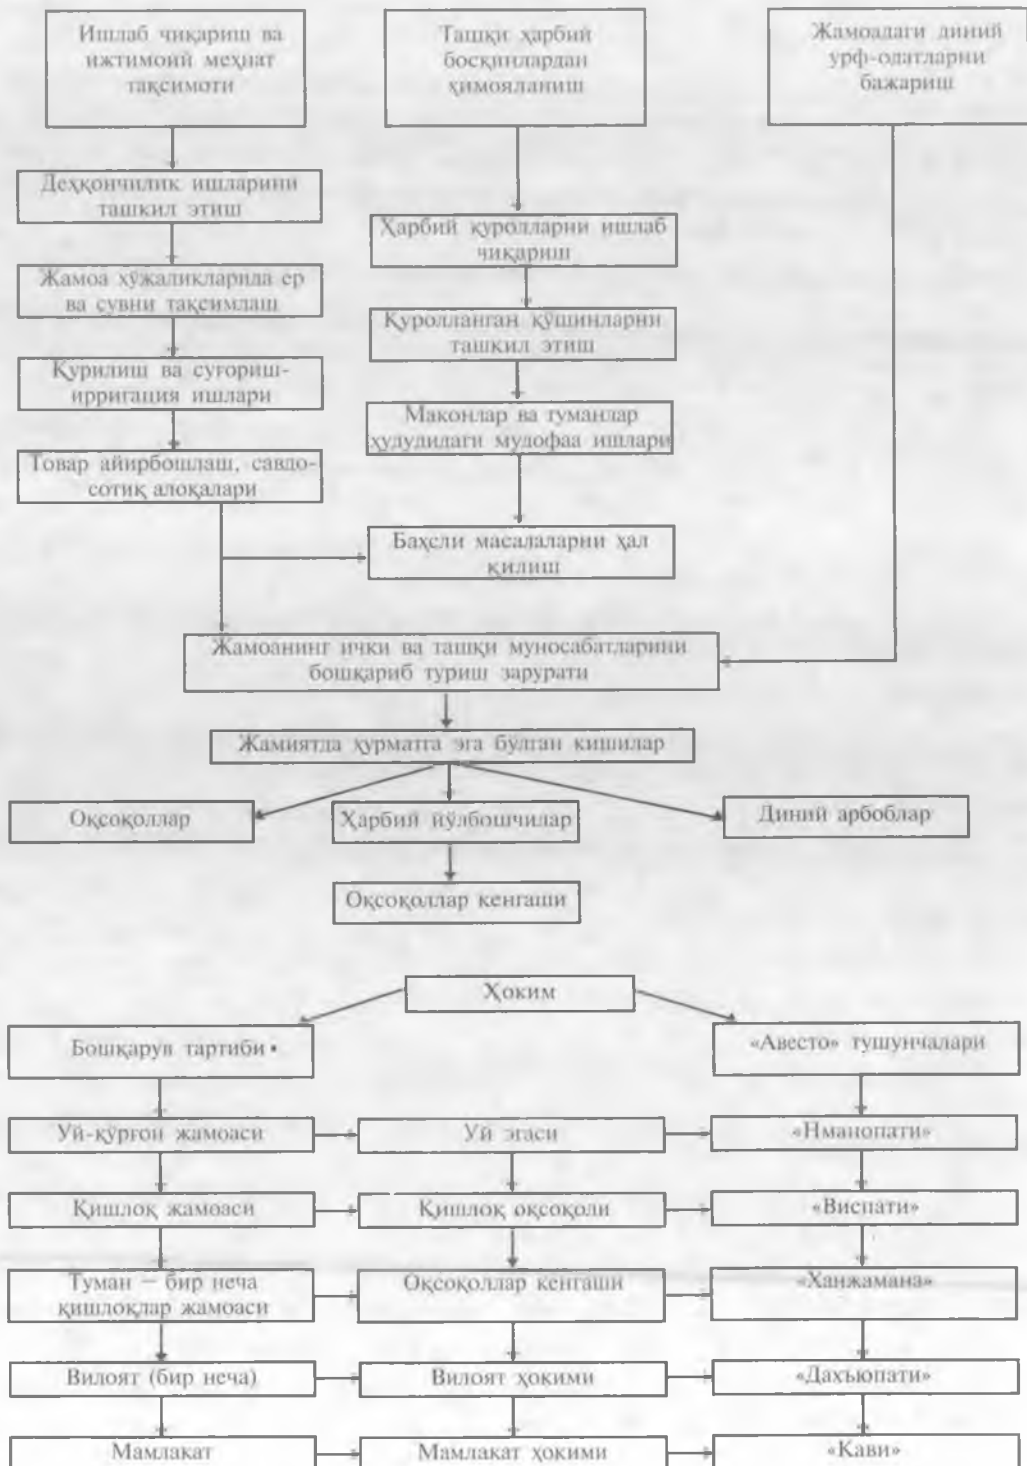 Ишлаб чиқариш ва
ижтимоий меҳнат
тақсимоти
Ташқи ҳарбий
босқинлардан
ҳимояланиш
Жамоадаги диний
урф-одатларни
бажариш
Деҳқончилик ишларини
ташкил этиш
Ҳарбий қуролларни ишлаб
чиқариш
Жамоа хўжаликларида ер
ва сувни тақсимлаш
Қуролланган қўшинларни
ташкил этиш
Қурилиш ва суғориш-
ирригация ишлари
Маконлар ва туманлар
ҳудудидаги мудофаа ишлари
Товар айирбошлаш, савдо-
сотиқ алоқалари
Баҳсли масалаларни ҳал
қилиш
Жамоанинг ички ва ташқи муносабатларини
бошқариб туриш зарурати
Жамиятда ҳурматга эга бўлган кишилар
Оқсоқоллар
Ҳарбий йўлбошчилар
Диний арбоблар
Оқсоқоллар кенгаши
Ҳоким
Бошқарув тартиби
«Авесто» тушунчалари
Уй-қўрғон жамоаси
Уй эгаси
«Нманопати»
Қишлоқ жамоаси
Қишлоқ оқсоқоли
«Виспати»
Туман — бир неча
қишлоқлар жамоаси
Оқсоқоллар кенгаши
«Ханжамана»
Вилоят (бир неча)
Вилоят ҳокими
«Дахъюпати»
Мамлакат
Мамлакат ҳокими
«Кави»